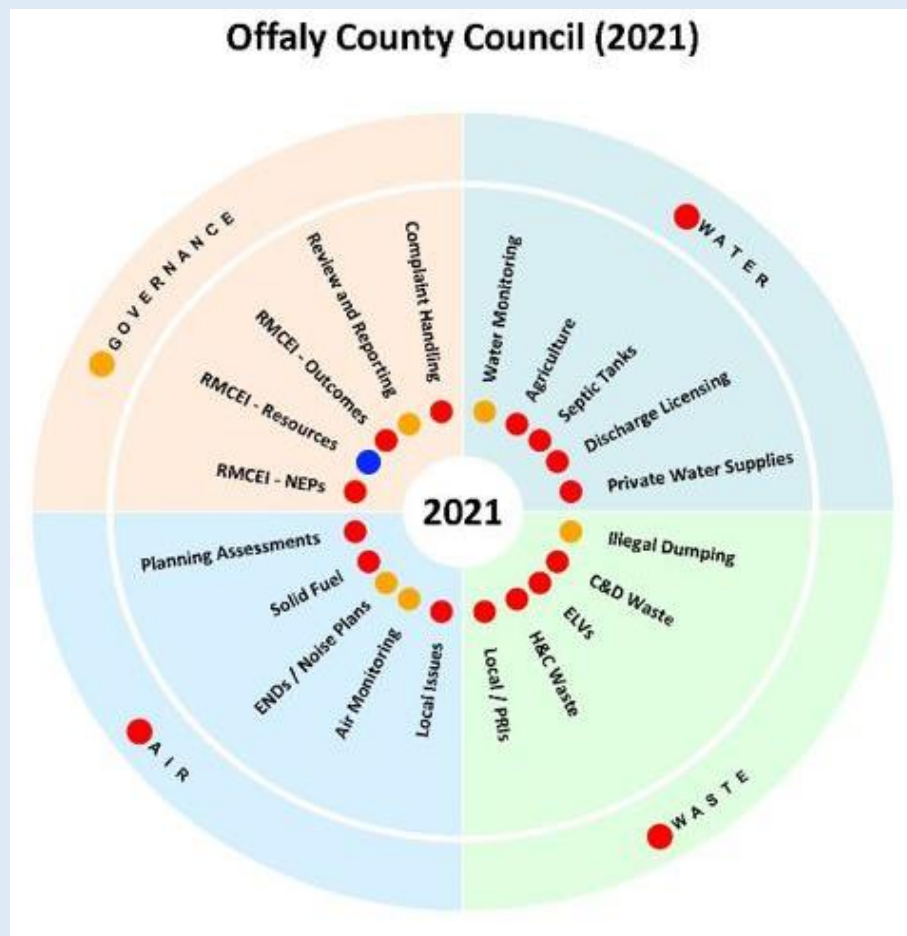 Offaly County Council (2021)
GOVERNANCE
Complaint Handling
Review and Reporting
RMCEI - Outcomes
RMCEI - Resources
RMCEI - NEPs
WATER
Water Monitoring
Agriculture
Septic Tanks
Discharge Licensing
Private Water Supplies
2021
Planning Assessments
Solid Fuel
ENDs / Noise Plans
Air Monitoring
Local Issues
AIR
Illegal Dumping
C&D Waste
ELVs
H&C Waste
Local / PRIs
WASTE